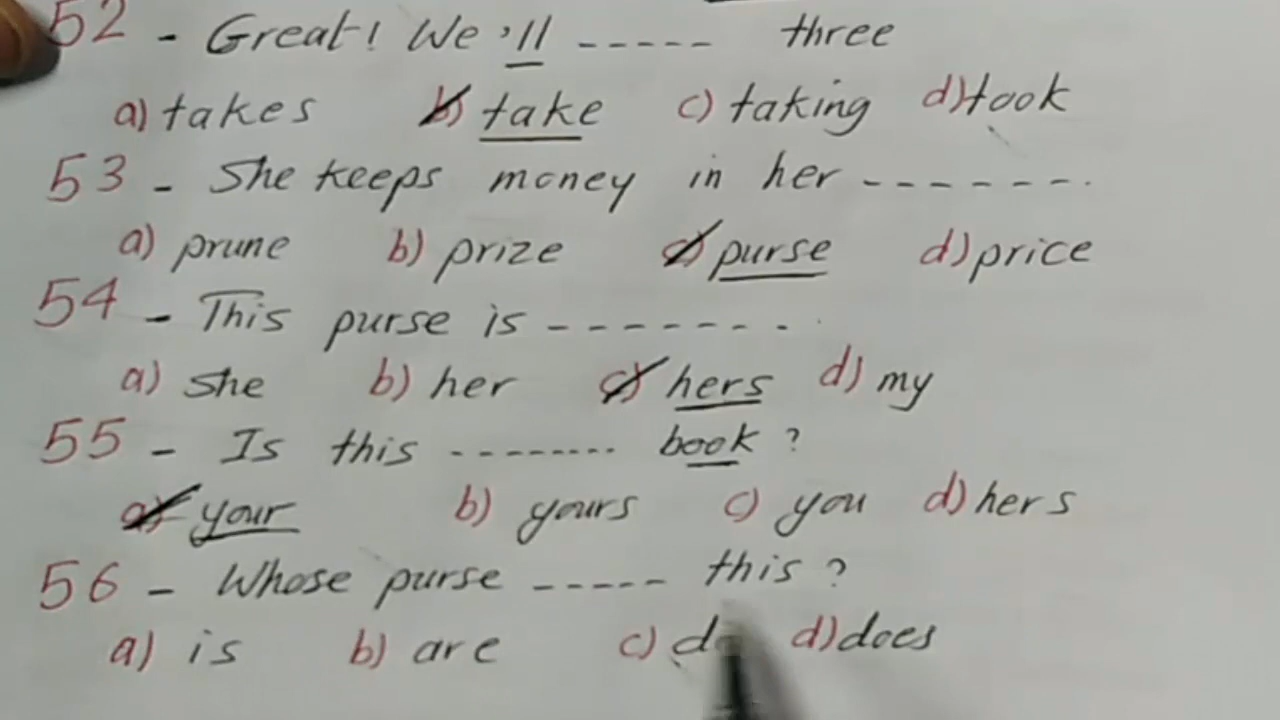 52 - Great! We'll ----- three
a) takes b) take c) taking d) took
53 - She keeps money in her -------.
a) prune b) prize c) purse d) price
54 - This purse is --------.
a) she b) her c) hers d) my
55 - Is this -------- book ?
a) your b) yours c) you d) hers
56 - Whose purse ----- this ?
a) is b) are c) do d) does